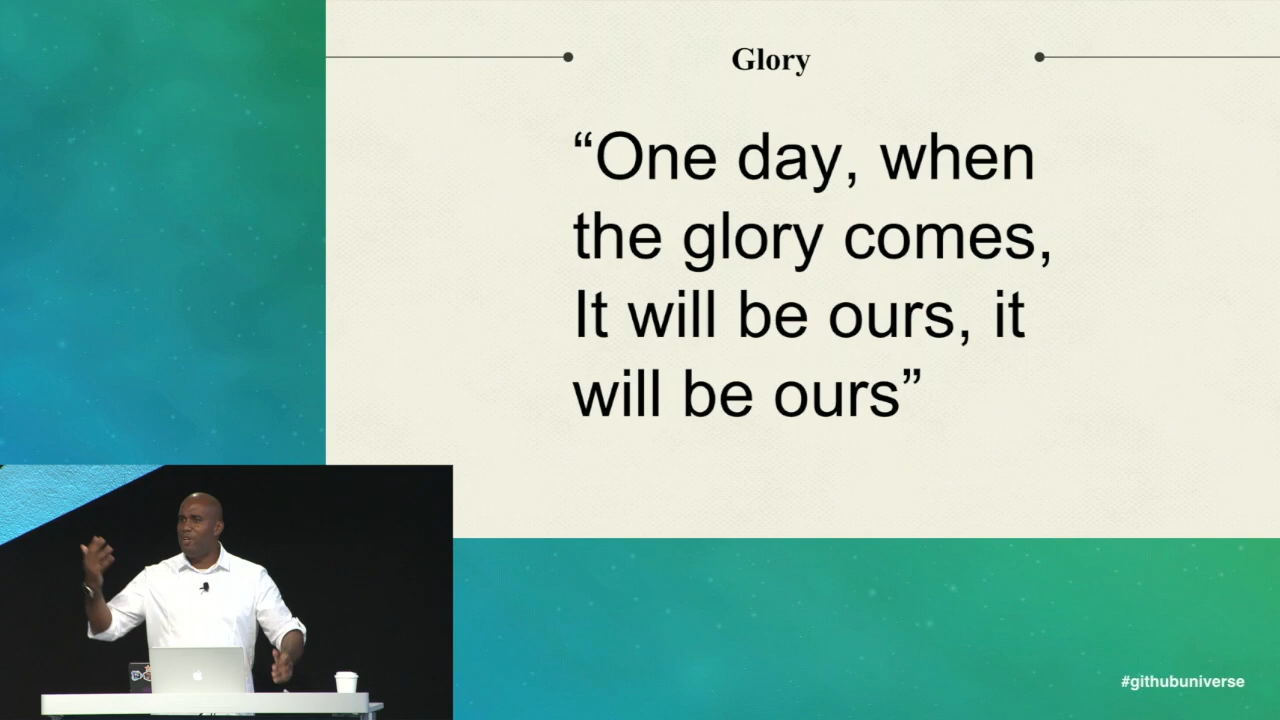 Glory
“One day, when
the glory comes,
It will be ours, it
will be ours”
#githubuniverse